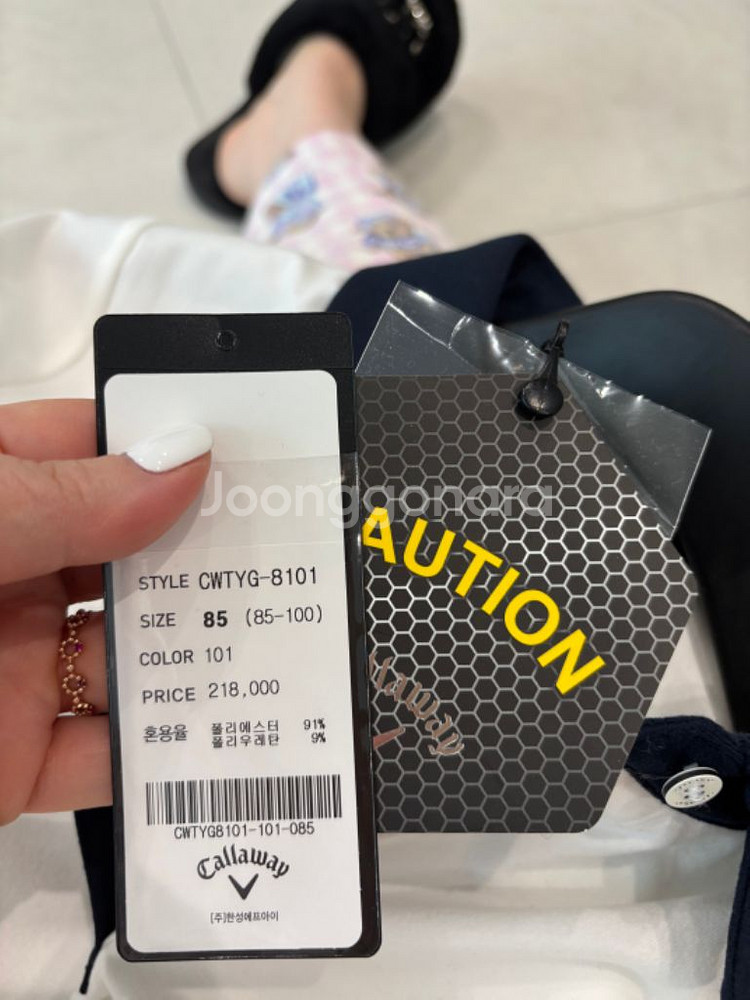 Joonggonara
STYLE CWTYG-8101
SIZE 85 (85-100)
COLOR 101
PRICE 218,000
혼용율 폴리에스터 91%
폴리우레탄 9%
CWTYG8101-101-085
Callaway
[주]한성에프아이
AUTION
Callaway